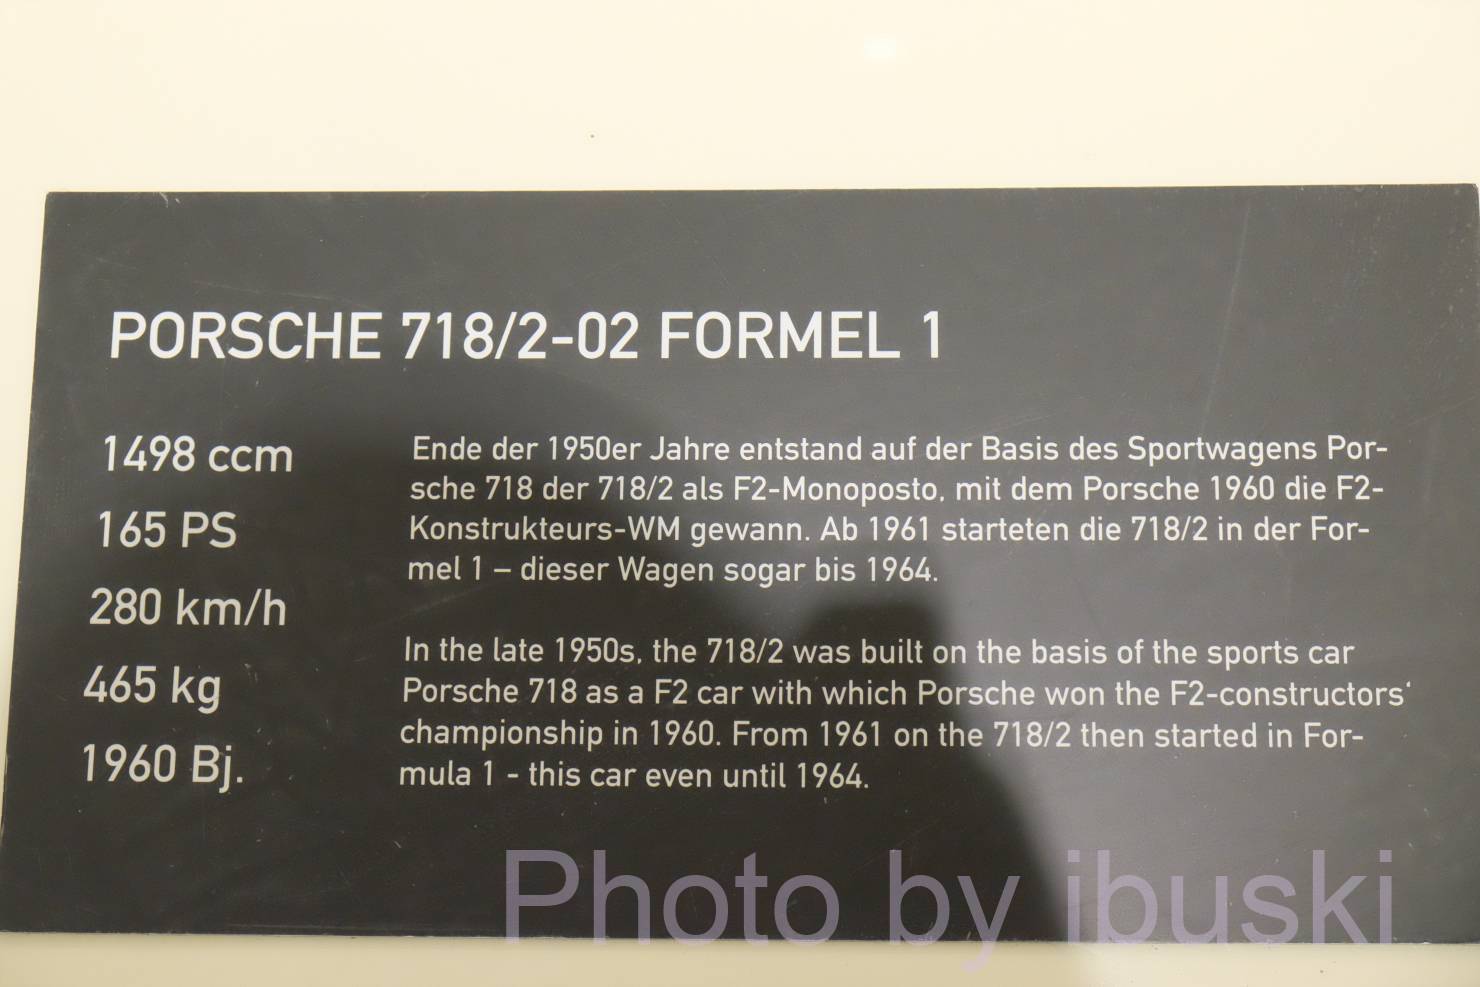 PORSCHE 718/2-02 FORMEL 1
1498 ccm
165 PS
280 km/h
465 kg
1960 Bj.
Ende der 1950er Jahre entstand auf der Basis des Sportwagens Por-
sche 718 der 718/2 als F2-Monoposto, mit dem Porsche 1960 die F2-
Konstrukteurs-WM gewann. Ab 1961 starteten die 718/2 in der For-
mel 1 – dieser Wagen sogar bis 1964.
In the late 1950s, the 718/2 was built on the basis of the sports car
Porsche 718 as a F2 car with which Porsche won the F2-constructors‘
championship in 1960. From 1961 on the 718/2 then started in For-
mula 1 - this car even until 1964.
Photo by ibuski